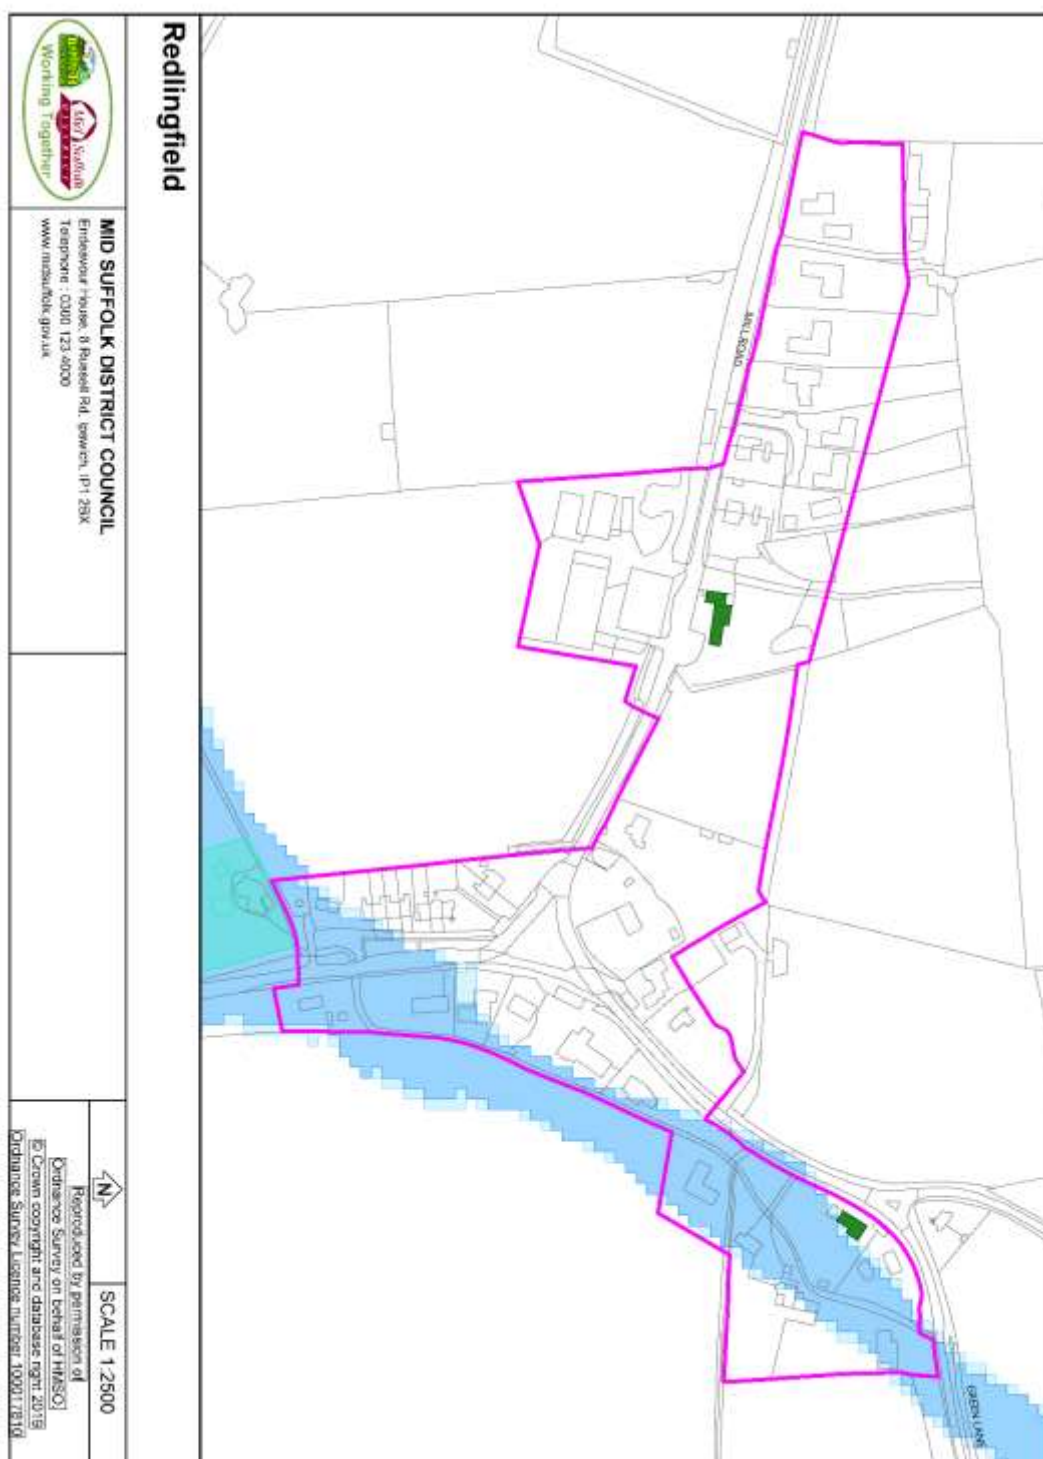 Redlingfield
MILL ROAD
GREEN LANE
Mid Suffolk
Working Together
MID SUFFOLK DISTRICT COUNCIL
Endeavour House, 8 Russell Rd, Ipswich, IP1 2BX
Telephone : 0300 123 4000
www.midsuffolk.gov.uk
N
SCALE 1:2500
Reproduced by permission of
Ordnance Survey on behalf of HMSO
© Crown copyright and database right 2019
Ordnance Survey Licence number 100017810